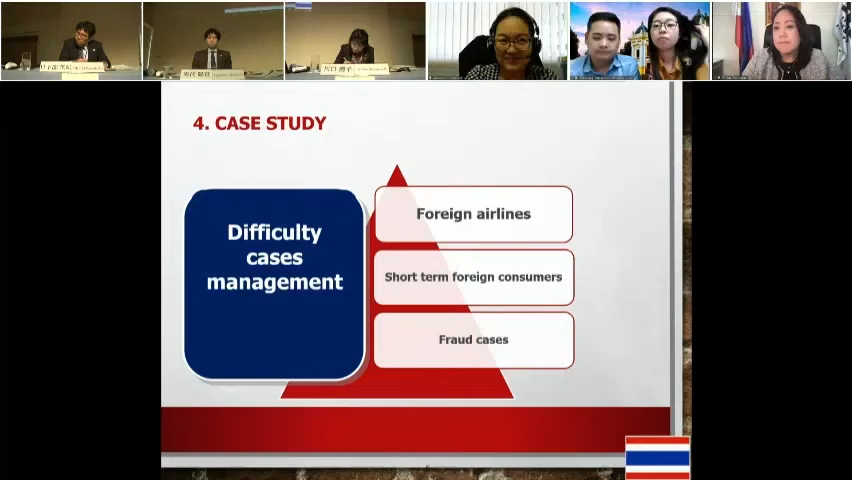 4. CASE STUDY
Difficulty
cases
management
Foreign airlines
Short term foreign consumers
Fraud cases